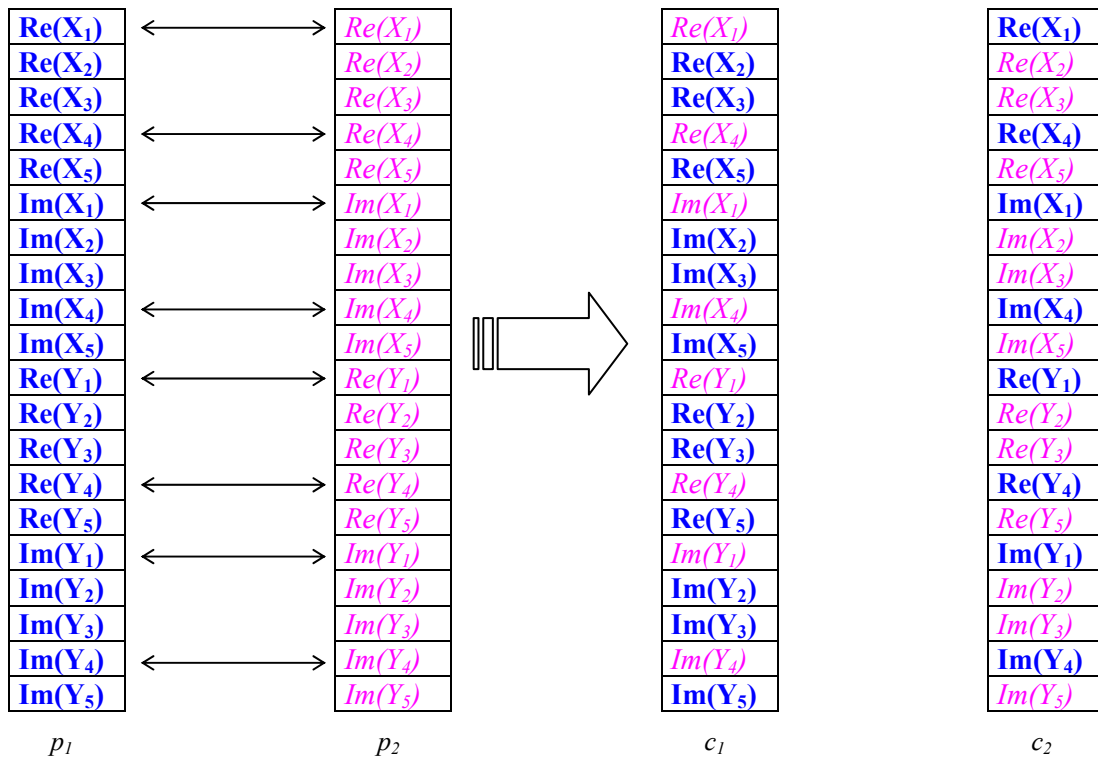 Re(X₁) Re(X₁) Re(X₁) Re(X₁)
Re(X₂) Re(X₂) Re(X₂) Re(X₂)
Re(X₃) Re(X₃) Re(X₃) Re(X₃)
Re(X₄) Re(X₄) Re(X₄) Re(X₄)
Re(X₅) Re(X₅) Re(X₅) Re(X₅)
Im(X₁) Im(X₁) Im(X₁) Im(X₁)
Im(X₂) Im(X₂) Im(X₂) Im(X₂)
Im(X₃) Im(X₃) Im(X₃) Im(X₃)
Im(X₄) Im(X₄) Im(X₄) Im(X₄)
Im(X₅) Im(X₅) Im(X₅) Im(X₅)
Re(Y₁) Re(Y₁) Re(Y₁) Re(Y₁)
Re(Y₂) Re(Y₂) Re(Y₂) Re(Y₂)
Re(Y₃) Re(Y₃) Re(Y₃) Re(Y₃)
Re(Y₄) Re(Y₄) Re(Y₄) Re(Y₄)
Re(Y₅) Re(Y₅) Re(Y₅) Re(Y₅)
Im(Y₁) Im(Y₁) Im(Y₁) Im(Y₁)
Im(Y₂) Im(Y₂) Im(Y₂) Im(Y₂)
Im(Y₃) Im(Y₃) Im(Y₃) Im(Y₃)
Im(Y₄) Im(Y₄) Im(Y₄) Im(Y₄)
Im(Y₅) Im(Y₅) Im(Y₅) Im(Y₅)
p₁ p₂ c₁ c₂